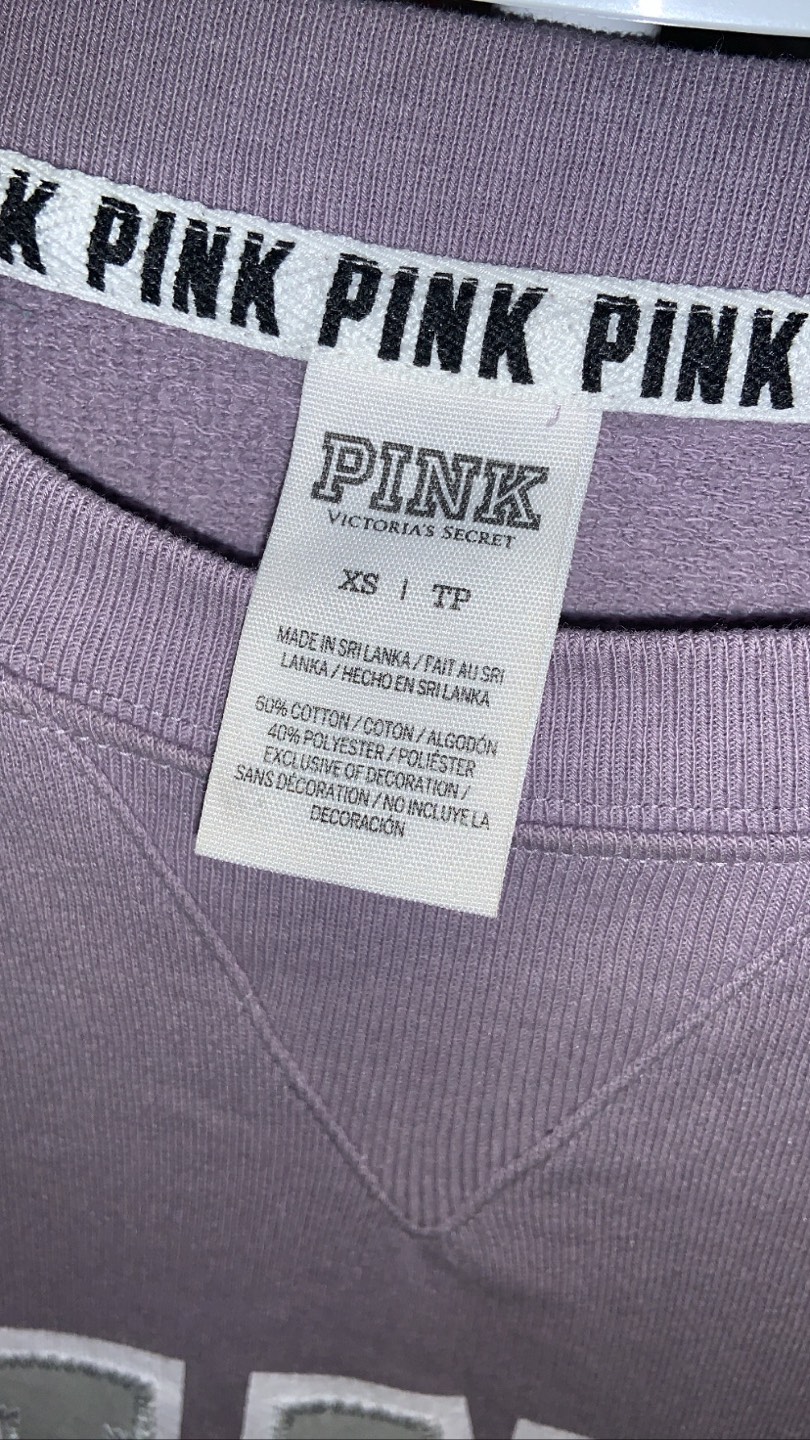 K PINK PINK PINK
PINK
VICTORIA'S SECRET
XS | TP
MADE IN SRI LANKA / FAIT AU SRI
LANKA / HECHO EN SRI LANKA
60% COTTON / COTON / ALGODÓN
40% POLYESTER / POLIÉSTER
EXCLUSIVE OF DECORATION /
SANS DÉCORATION / NO INCLUYE LA
DECORACIÓN